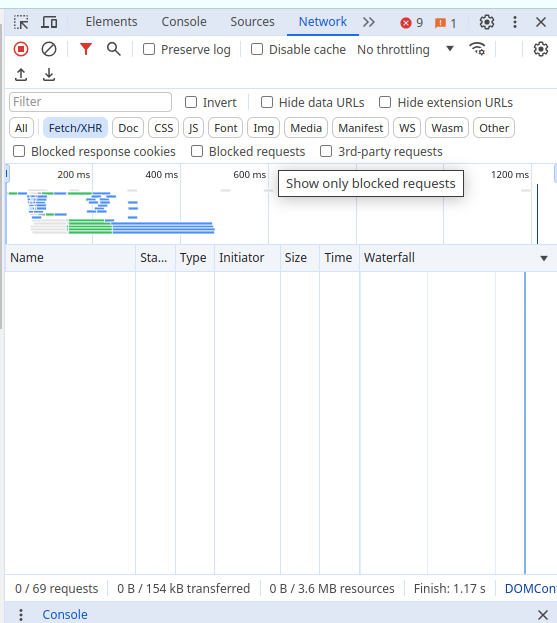 Elements Console Sources Network 9 1
Preserve log Disable cache No throttling
Filter Invert Hide data URLs Hide extension URLs
All Fetch/XHR Doc CSS JS Font Img Media Manifest WS Wasm Other
Blocked response cookies Blocked requests 3rd-party requests
200 ms 400 ms 600 ms 1200 ms
Show only blocked requests
Name Sta... Type Initiator Size Time Waterfall
0 / 69 requests 0 B / 154 kB transferred 0 B / 3.6 MB resources Finish: 1.17 s DOMCon
Console